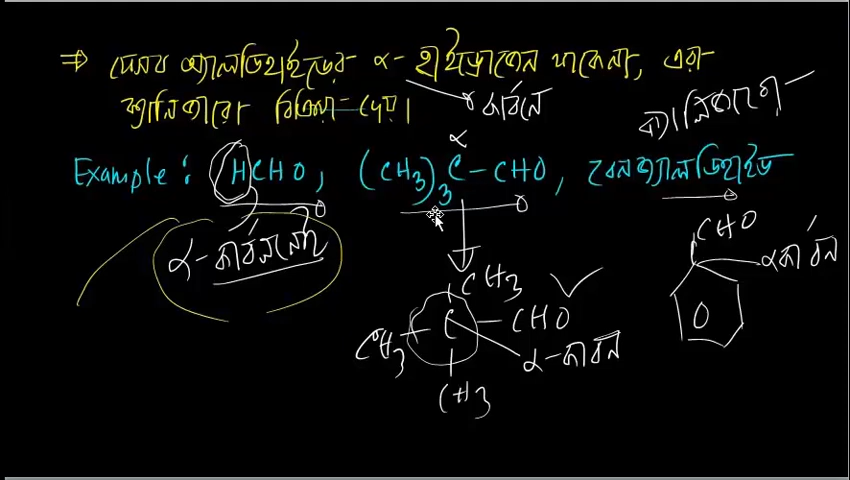 ⇒ যেসব অ্যালডিহাইডের α- হাইড্রোজেন থাকেনা, এরা
ক্যানিজারো বিক্রিয়া দেয়।
কার্বনে
ক্যানিজারো
α
Example: HCHO, (CH3)3C-CHO, বেনজ্যালডিহাইড
α-কার্বন নেই
CHO
α কার্বন
CH3
CH3 C CHO
α-কার্বন
CH3